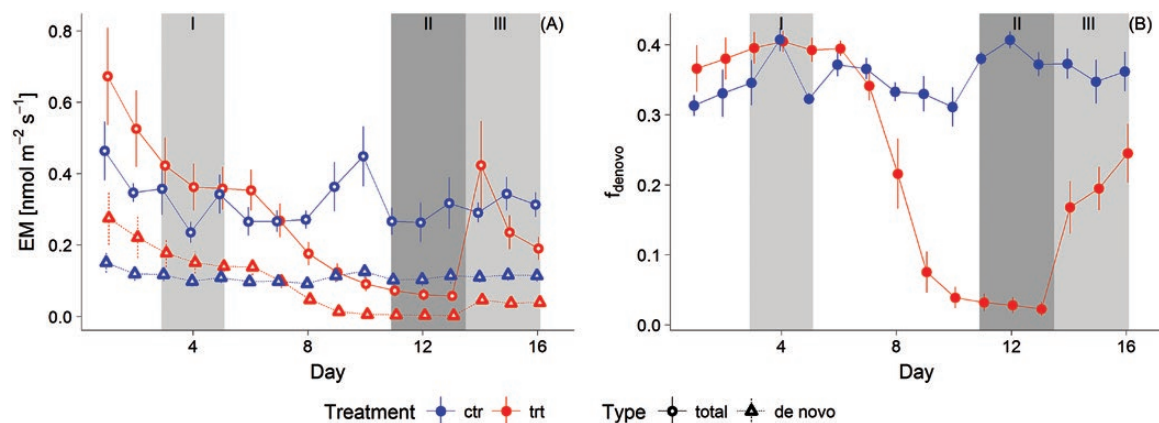 I II III (A)
EM [nmol m⁻² s⁻¹]
0.8
0.6
0.4
0.2
0.0
4 8 12 16
Day
I II III (B)
f_denovo
0.4
0.3
0.2
0.1
0.0
4 8 12 16
Day
Treatment ctr trt Type total de novo